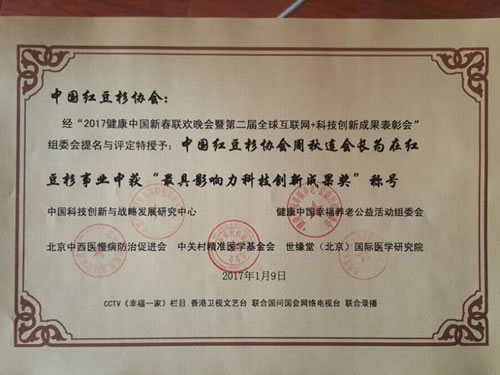 中国红豆杉协会：
经“2017健康中国新春联欢晚会暨第二届全球互联网+科技创新成果表彰会”
组委会提名与评定特授予：中国红豆杉协会周秋连会长为在红
豆杉事业中获“最具影响力科技创新成果奖”称号
中国科技创新与战略发展研究中心 健康中国幸福养老公益活动组委会
北京中西医慢病防治促进会 中关村精准医学基金会 世缘堂（北京）国际医学研究院
2017年1月9日
CCTV《幸福一家》栏目 香港卫视文艺台 联合国问国会网络电视台 联合录播